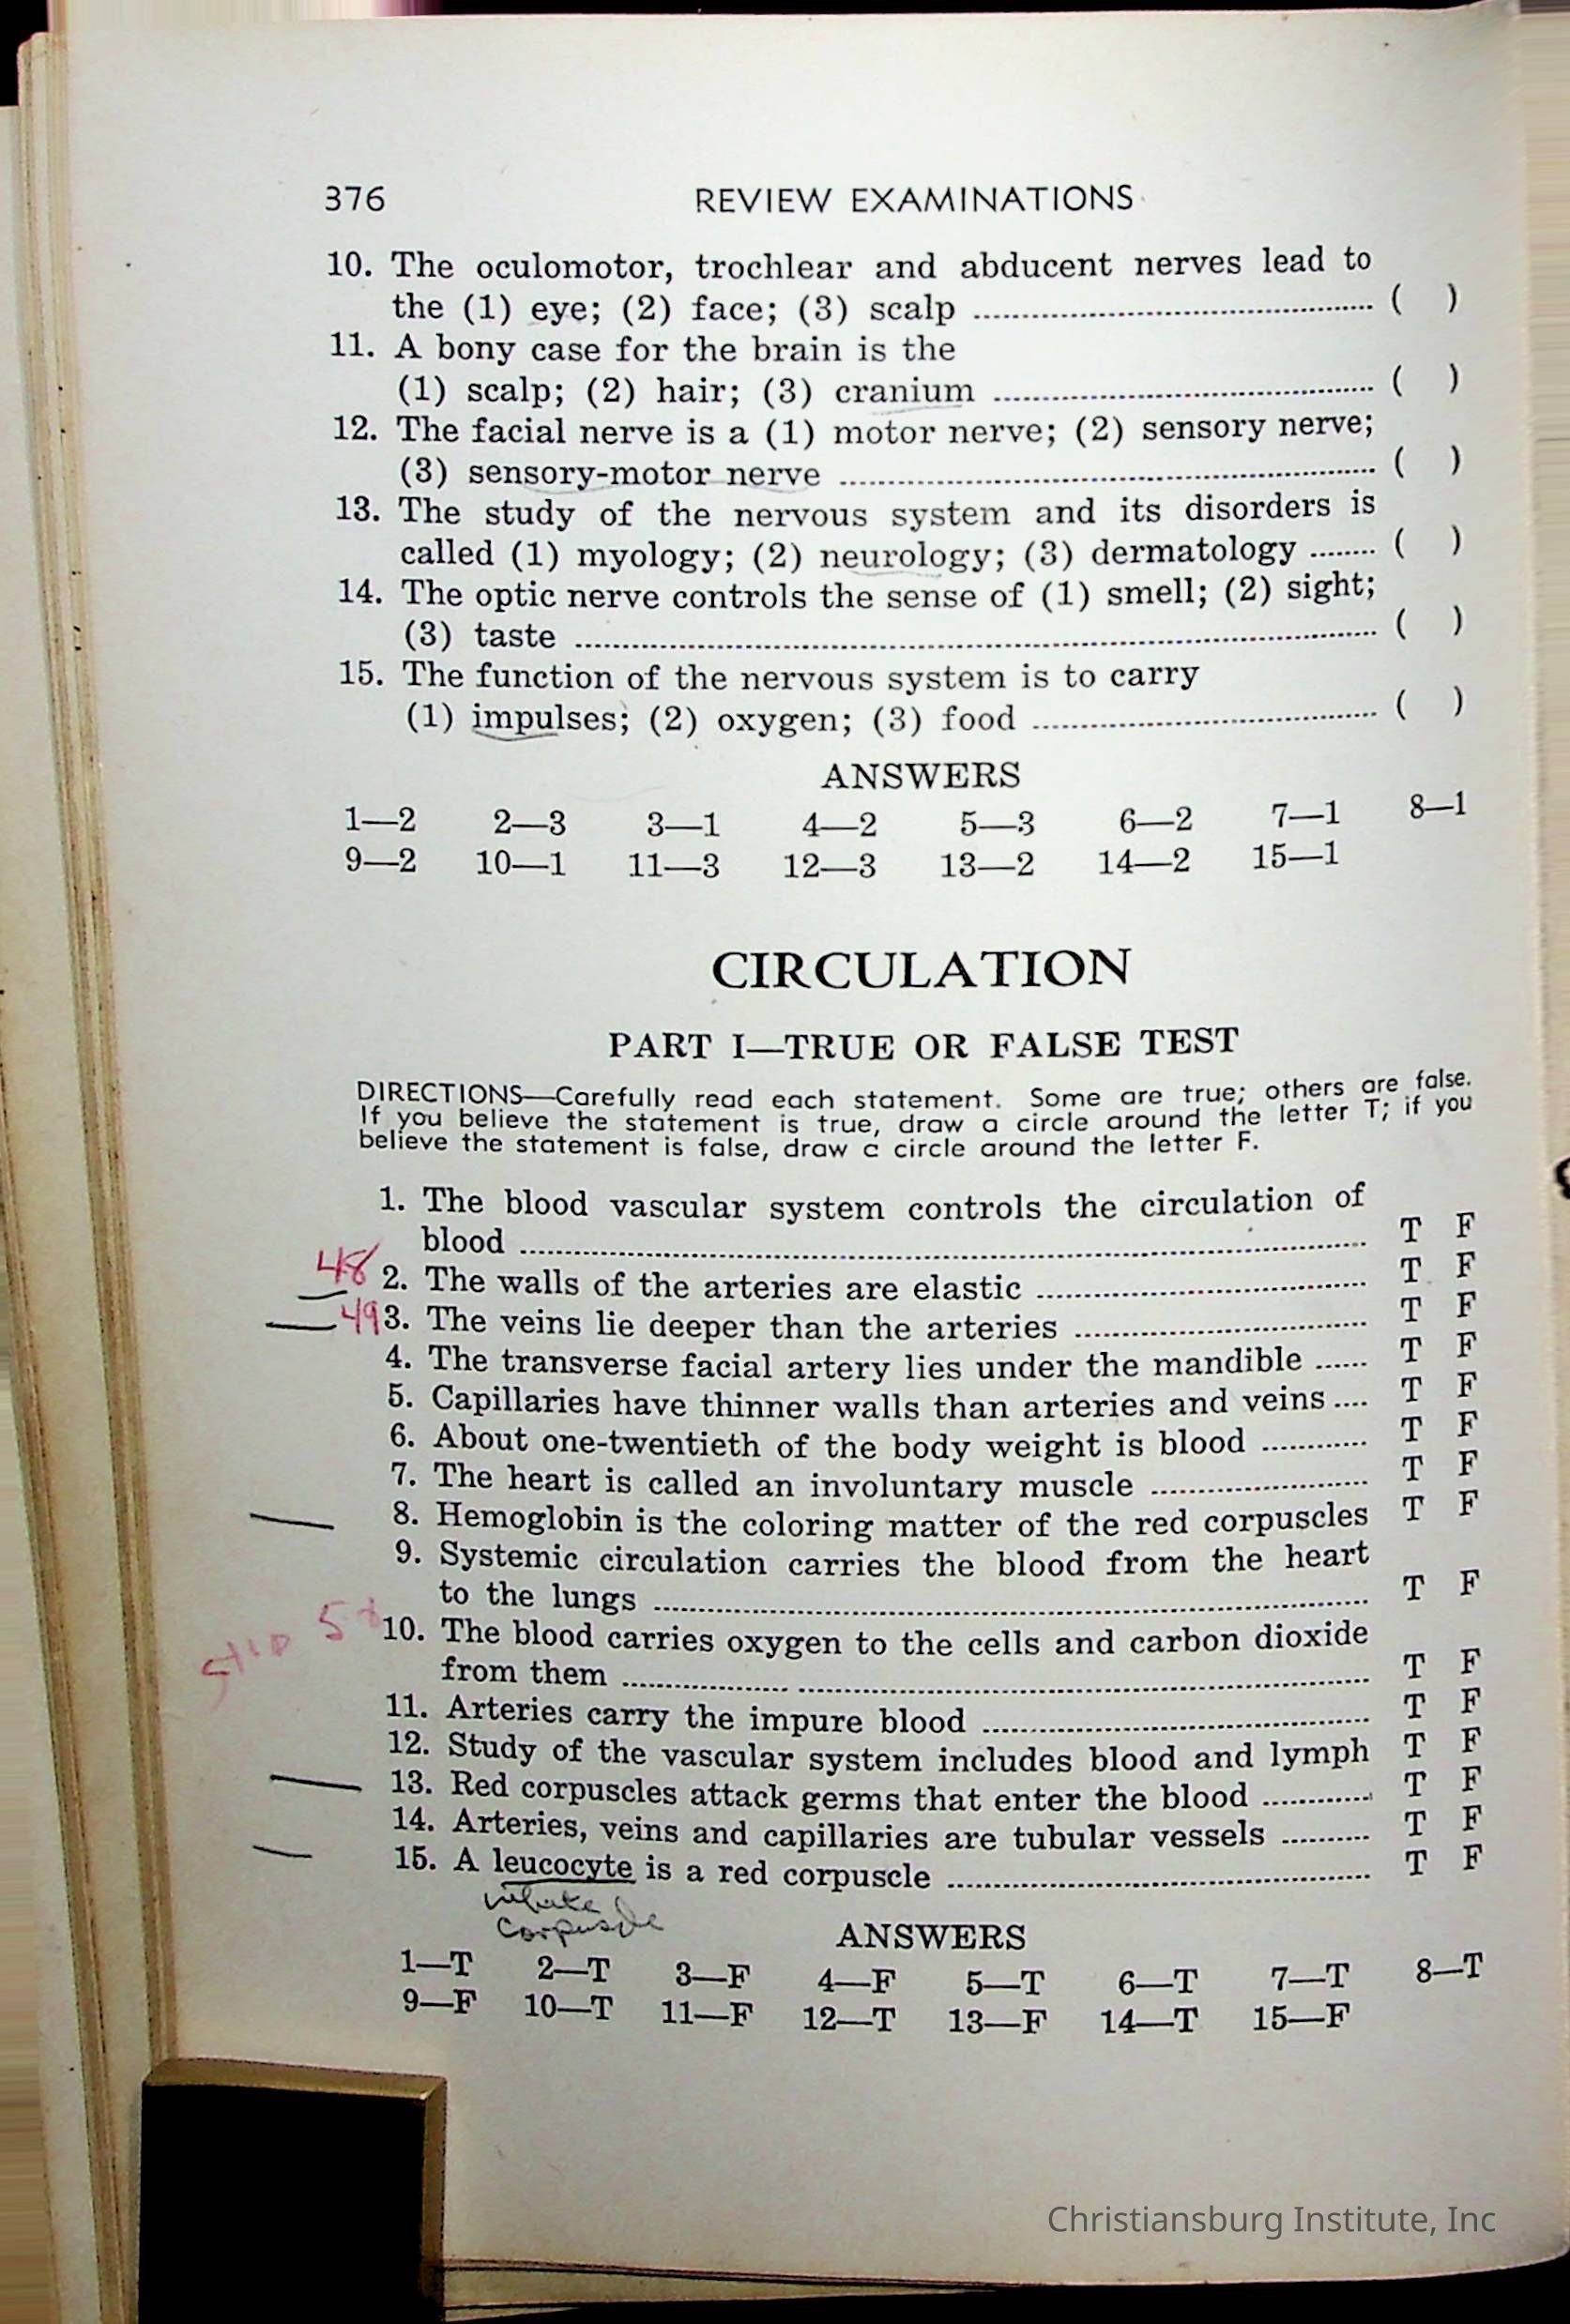 376 REVIEW EXAMINATIONS
10. The oculomotor, trochlear and abducent nerves lead to
the (1) eye; (2) face; (3) scalp ........ ( )
11. A bony case for the brain is the
(1) scalp; (2) hair; (3) cranium ........ ( )
12. The facial nerve is a (1) motor nerve; (2) sensory nerve;
(3) sensory-motor nerve ........ ( )
13. The study of the nervous system and its disorders is
called (1) myology; (2) neurology; (3) dermatology ........ ( )
14. The optic nerve controls the sense of (1) smell; (2) sight;
(3) taste ........ ( )
15. The function of the nervous system is to carry
(1) impulses; (2) oxygen; (3) food ........ ( )
ANSWERS
1—2 2—3 3—1 4—2 5—3 6—2 7—1 8—1
9—2 10—1 11—3 12—3 13—2 14—2 15—1
CIRCULATION
PART I—TRUE OR FALSE TEST
DIRECTIONS—Carefully read each statement. Some are true; others are false.
If you believe the statement is true, draw a circle around the letter T; if you
believe the statement is false, draw c circle around the letter F.
1. The blood vascular system controls the circulation of
blood ........ T F
48 2. The walls of the arteries are elastic ........ T F
49 3. The veins lie deeper than the arteries ........ T F
4. The transverse facial artery lies under the mandible ...... T F
5. Capillaries have thinner walls than arteries and veins .... T F
6. About one-twentieth of the body weight is blood ........ T F
7. The heart is called an involuntary muscle ........ T F
8. Hemoglobin is the coloring matter of the red corpuscles T F
9. Systemic circulation carries the blood from the heart
to the lungs ........ T F
10. The blood carries oxygen to the cells and carbon dioxide
from them ........ T F
11. Arteries carry the impure blood ........ T F
12. Study of the vascular system includes blood and lymph T F
13. Red corpuscles attack germs that enter the blood ........ T F
14. Arteries, veins and capillaries are tubular vessels ........ T F
15. A leucocyte is a red corpuscle ........ T F
white
corpuscle
ANSWERS
1—T 2—T 3—F 4—F 5—T 6—T 7—T 8—T
9—F 10—T 11—F 12—T 13—F 14—T 15—F
Christiansburg Institute, Inc